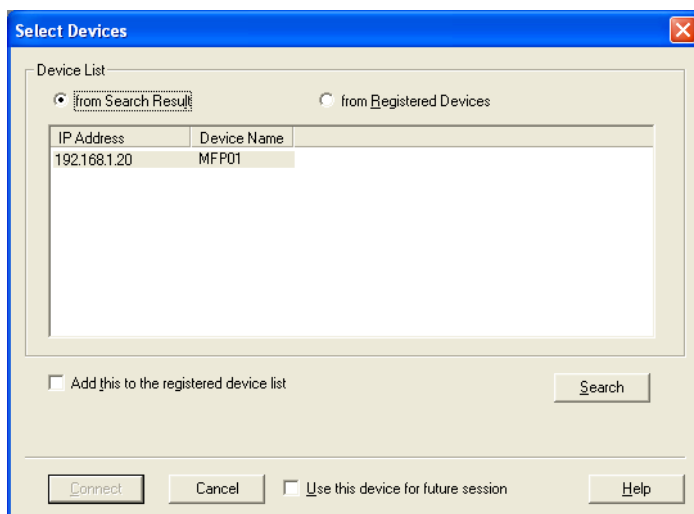 Select Devices
Device List
from Search Result
from Registered Devices
IP Address Device Name
192.168.1.20 MFP01
Add this to the registered device list
Search
Connect Cancel Use this device for future session Help